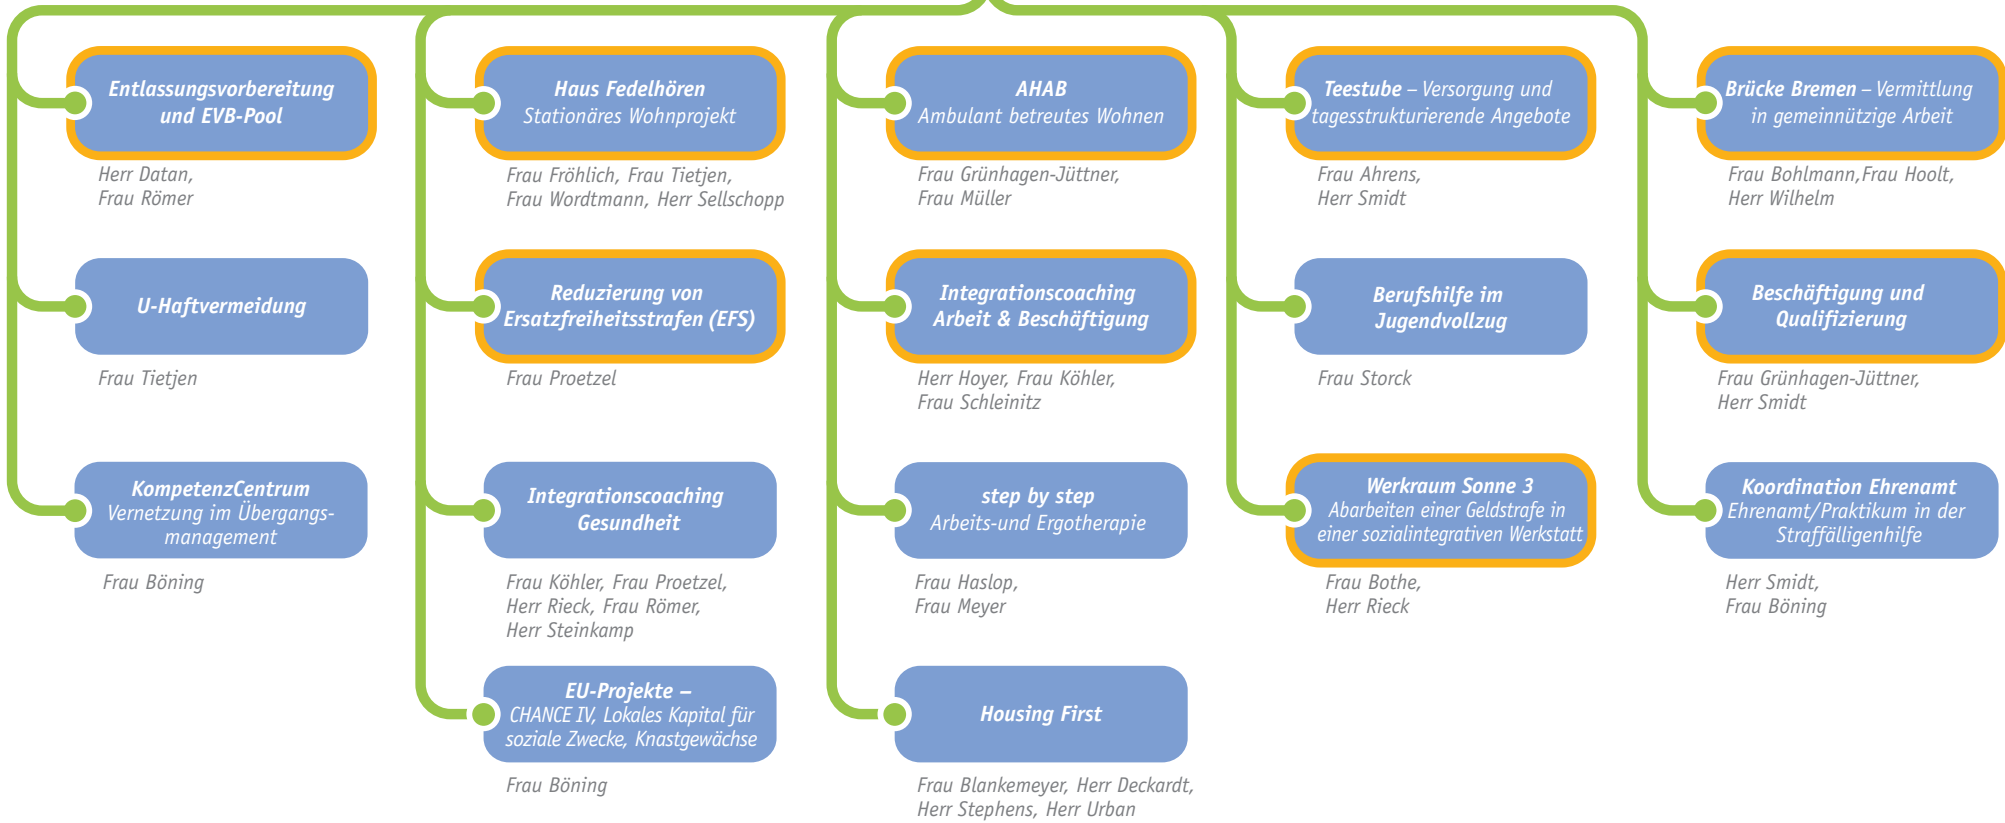 Entlassungsvorbereitung
und EVB-Pool
Herr Datan,
Frau Römer
Haus Fedelhören
Stationäres Wohnprojekt
Frau Fröhlich, Frau Tietjen,
Frau Wordtmann, Herr Sellschopp
AHAB
Ambulant betreutes Wohnen
Frau Grünhagen-Jüttner,
Frau Müller
Teestube – Versorgung und
tagesstrukturierende Angebote
Frau Ahrens,
Herr Smidt
Brücke Bremen – Vermittlung
in gemeinnützige Arbeit
Frau Bohlmann,Frau Hoolt,
Herr Wilhelm
U-Haftvermeidung
Frau Tietjen
Reduzierung von
Ersatzfreiheitsstrafen (EFS)
Frau Proetzel
Integrationscoaching
Arbeit & Beschäftigung
Herr Hoyer, Frau Köhler,
Frau Schleinitz
Berufshilfe im
Jugendvollzug
Frau Storck
Beschäftigung und
Qualifizierung
Frau Grünhagen-Jüttner,
Herr Smidt
KompetenzCentrum
Vernetzung im Übergangs-
management
Frau Böning
Integrationscoaching
Gesundheit
Frau Köhler, Frau Proetzel,
Herr Rieck, Frau Römer,
Herr Steinkamp
step by step
Arbeits-und Ergotherapie
Frau Haslop,
Frau Meyer
Werkraum Sonne 3
Abarbeiten einer Geldstrafe in
einer sozialintegrativen Werkstatt
Frau Bothe,
Herr Rieck
Koordination Ehrenamt
Ehrenamt/Praktikum in der
Straffälligenhilfe
Herr Smidt,
Frau Böning
EU-Projekte –
CHANCE IV, Lokales Kapital für
soziale Zwecke, Knastgewächse
Frau Böning
Housing First
Frau Blankemeyer, Herr Deckardt,
Herr Stephens, Herr Urban